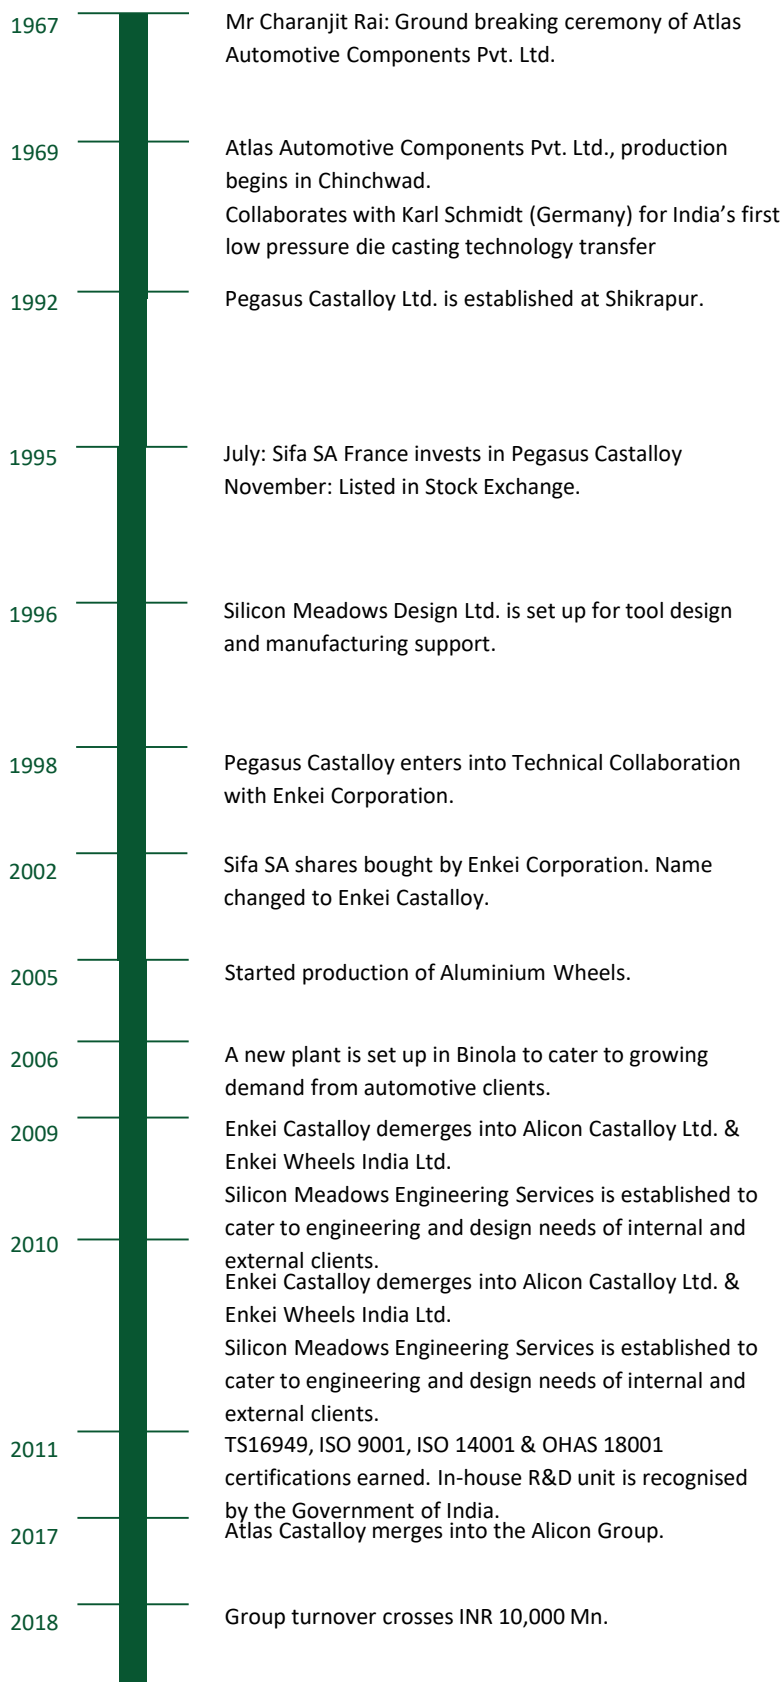 1967
Mr Charanjit Rai: Ground breaking ceremony of Atlas
Automotive Components Pvt. Ltd.
1969
Atlas Automotive Components Pvt. Ltd., production
begins in Chinchwad.
Collaborates with Karl Schmidt (Germany) for India’s first
low pressure die casting technology transfer
1992
Pegasus Castalloy Ltd. is established at Shikrapur.
1995
July: Sifa SA France invests in Pegasus Castalloy
November: Listed in Stock Exchange.
1996
Silicon Meadows Design Ltd. is set up for tool design
and manufacturing support.
1998
Pegasus Castalloy enters into Technical Collaboration
with Enkei Corporation.
2002
Sifa SA shares bought by Enkei Corporation. Name
changed to Enkei Castalloy.
2005
Started production of Aluminium Wheels.
2006
A new plant is set up in Binola to cater to growing
demand from automotive clients.
2009
Enkei Castalloy demerges into Alicon Castalloy Ltd. &
Enkei Wheels India Ltd.
Silicon Meadows Engineering Services is established to
cater to engineering and design needs of internal and
external clients.
2010
Enkei Castalloy demerges into Alicon Castalloy Ltd. &
Enkei Wheels India Ltd.
Silicon Meadows Engineering Services is established to
cater to engineering and design needs of internal and
external clients.
2011
TS16949, ISO 9001, ISO 14001 & OHAS 18001
certifications earned. In-house R&D unit is recognised
by the Government of India.
2017
Atlas Castalloy merges into the Alicon Group.
2018
Group turnover crosses INR 10,000 Mn.